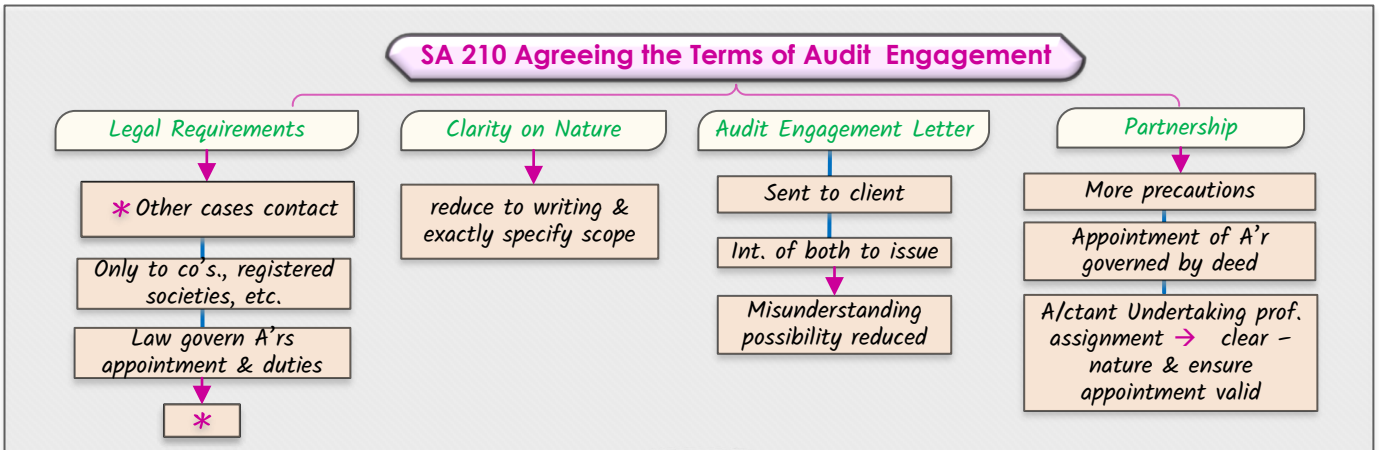 SA 210 Agreeing the Terms of Audit Engagement
Legal Requirements
* Other cases contact
Only to co's., registered
societies, etc.
Law govern A'rs
appointment & duties
*
Clarity on Nature
reduce to writing &
exactly specify scope
Audit Engagement Letter
Sent to client
Int. of both to issue
Misunderstanding
possibility reduced
Partnership
More precautions
Appointment of A'r
governed by deed
A/ctant Undertaking prof.
assignment → clear –
nature & ensure
appointment valid